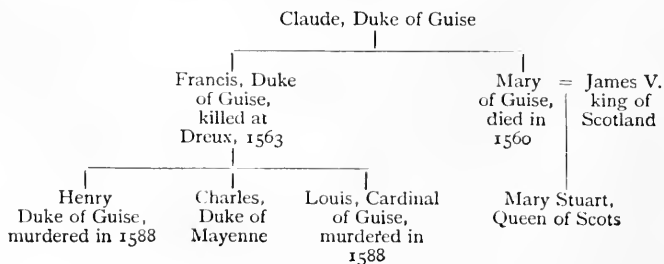 Claude, Duke of Guise
Francis, Duke
of Guise,
killed at
Dreux, 1563
Mary
of Guise,
died in
1560
=
James V.
king of
Scotland
Henry
Duke of Guise,
murdered in 1588
Charles,
Duke of
Mayenne
Louis, Cardinal
of Guise,
murdered in
1588
Mary Stuart,
Queen of Scots